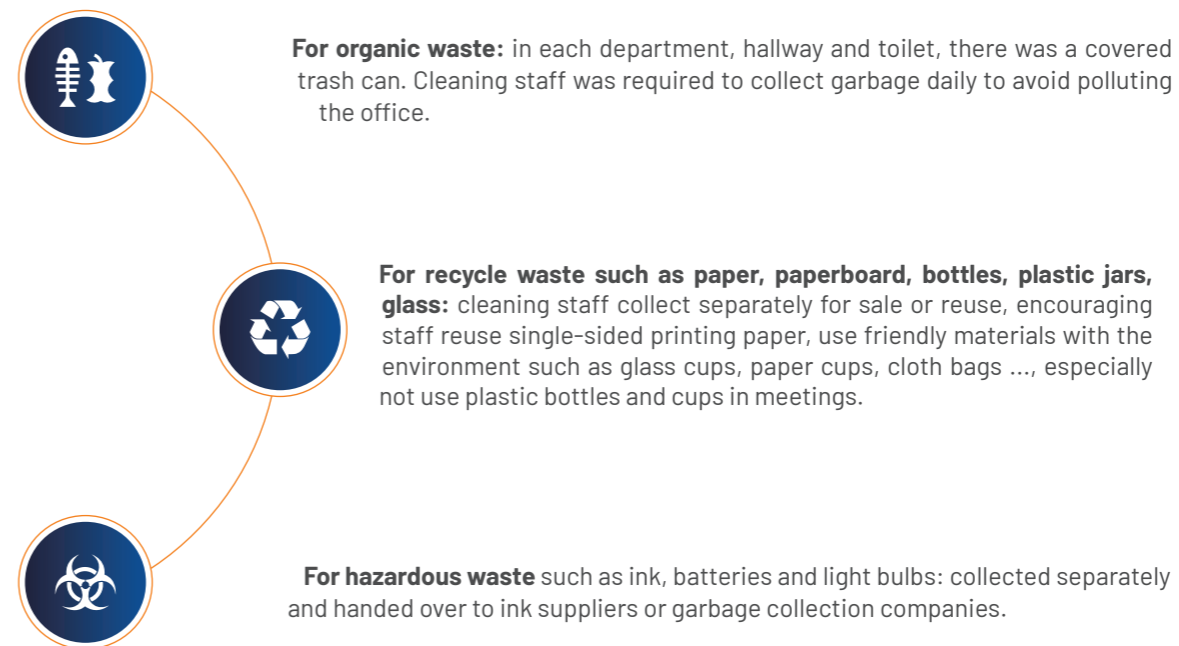 For organic waste: in each department, hallway and toilet, there was a covered
trash can. Cleaning staff was required to collect garbage daily to avoid polluting
the office.
For recycle waste such as paper, paperboard, bottles, plastic jars,
glass: cleaning staff collect separately for sale or reuse, encouraging
staff reuse single-sided printing paper, use friendly materials with the
environment such as glass cups, paper cups, cloth bags ..., especially
not use plastic bottles and cups in meetings.
For hazardous waste such as ink, batteries and light bulbs: collected separately
and handed over to ink suppliers or garbage collection companies.